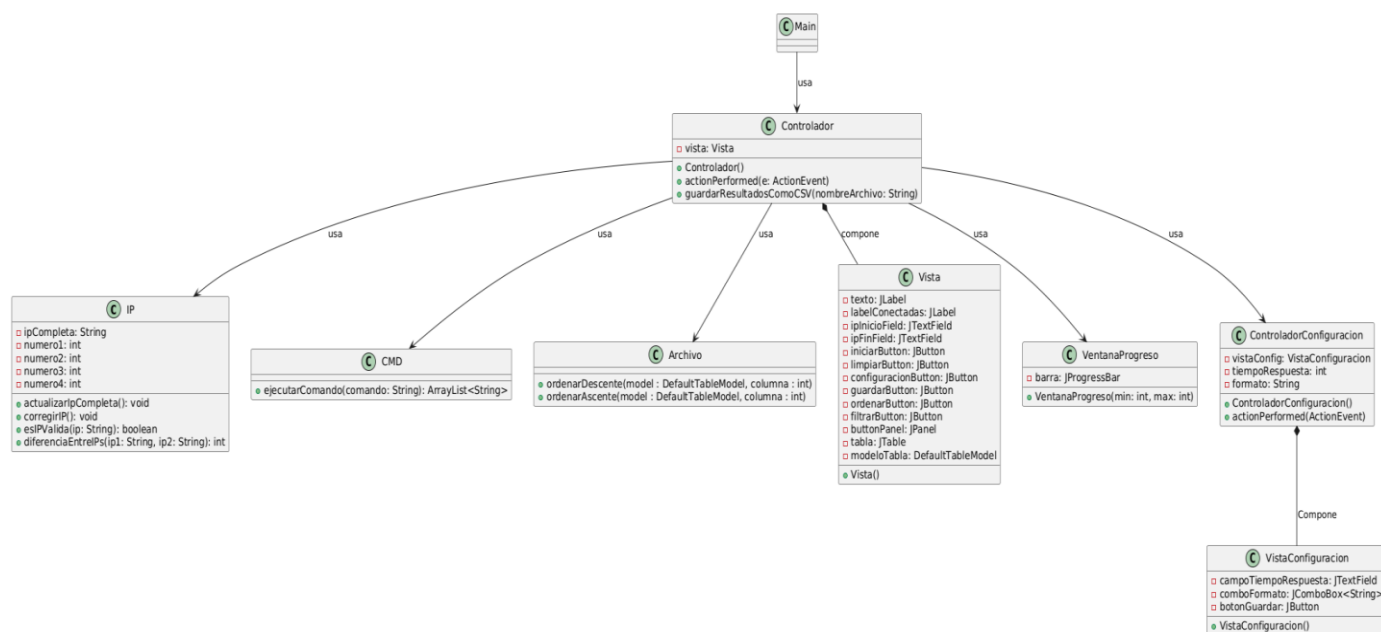 C Main
usa
C Controlador
vista: Vista
Controlador()
actionPerformed(e: ActionEvent)
guardarResultadosComoCSV(nombreArchivo: String)
usa
usa
usa
compone
usa
usa
C IP
ipCompleta: String
numero1: int
numero2: int
numero3: int
numero4: int
actualizarIpCompleta(): void
corregirIP(): void
esIPValida(ip: String): boolean
diferenciaEntreIPs(ip1: String, ip2: String): int
C CMD
ejecutarComando(comando: String): ArrayList<String>
C Archivo
ordenarDescente(model : DefaultTableModel, columna : int)
ordenarAscente(model : DefaultTableModel, columna : int)
C Vista
texto: JLabel
labelConectadas: JLabel
ipInicioField: JTextField
ipFinField: JTextField
iniciarButton: JButton
limpiarButton: JButton
configuracionButton: JButton
guardarButton: JButton
ordenarButton: JButton
filtrarButton: JButton
buttonPanel: JPanel
tabla: JTable
modeloTabla: DefaultTableModel
Vista()
C VentanaProgreso
barra: JProgressBar
VentanaProgreso(min: int, max: int)
C ControladorConfiguracion
vistaConfig: VistaConfiguracion
tiempoRespuesta: int
formato: String
ControladorConfiguracion()
actionPerformed(ActionEvent)
Compone
C VistaConfiguracion
campoTiempoRespuesta: JTextField
comboFormato: JComboBox<String>
botonGuardar: JButton
VistaConfiguracion()